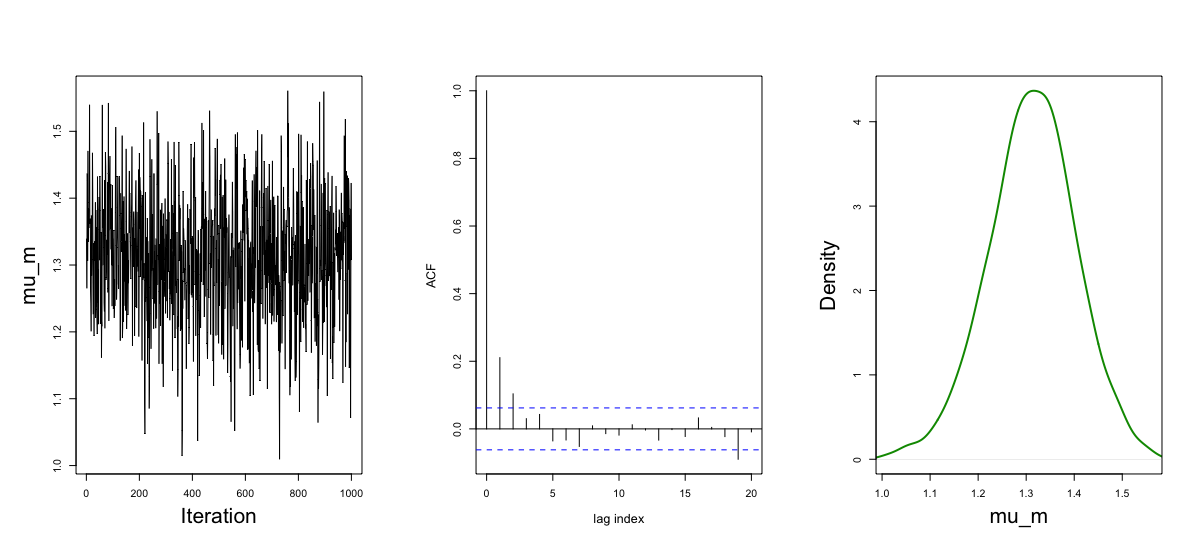 mu_m
1.0 1.1 1.2 1.3 1.4 1.5
0 200 400 600 800 1000
Iteration
ACF
0.0 0.2 0.4 0.6 0.8 1.0
0 5 10 15 20
lag index
Density
0 1 2 3 4
1.0 1.1 1.2 1.3 1.4 1.5
mu_m